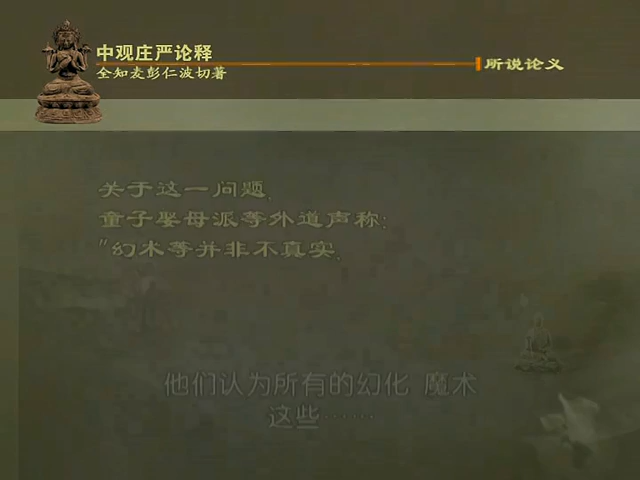 中观庄严论释
全知麦彭仁波切著
所说论义
关于这一问题,
童子娶母派等外道声称:
"幻术等并非不真实,
他们认为所有的幻化 魔术
这些……